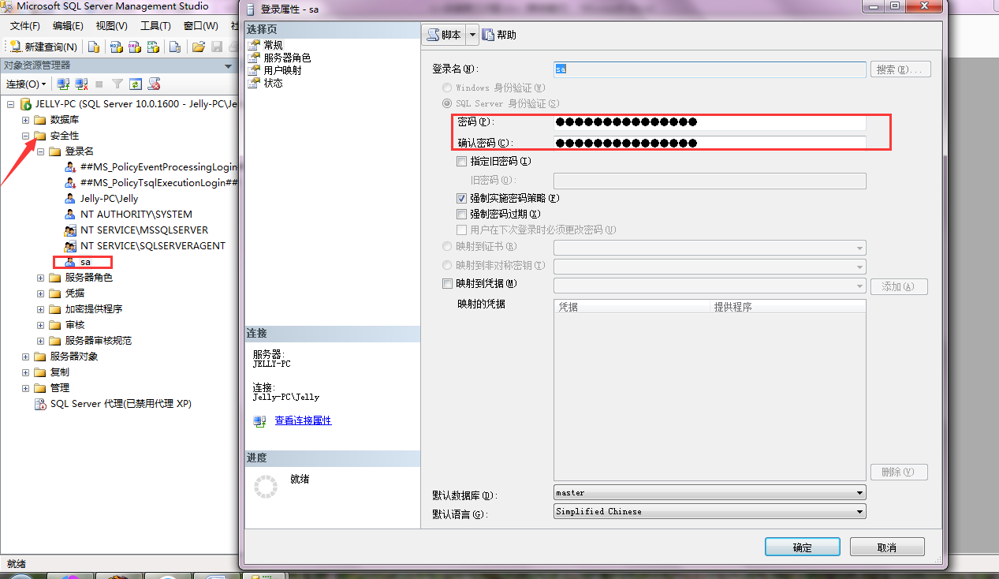 Microsoft SQL Server Management Studio
文件(F) 编辑(E) 视图(V) 工具(T) 窗口(W) 社
新建查询(N)
对象资源管理器
连接(O)
JELLY-PC (SQL Server 10.0.1600 - Jelly-PC\Je
数据库
安全性
登录名
##MS_PolicyEventProcessingLogin
##MS_PolicyTsqlExecutionLogin##
Jelly-PC\Jelly
NT AUTHORITY\SYSTEM
NT SERVICE\MSSQLSERVER
NT SERVICE\SQLSERVERAGENT
sa
服务器角色
凭据
加密提供程序
审核
服务器审核规范
服务器对象
复制
管理
SQL Server 代理(已禁用代理 XP)
就绪
登录属性 - sa
选择页
常规
服务器角色
用户映射
状态
连接
服务器:
JELLY-PC
连接:
Jelly-PC\Jelly
查看连接属性
进度
就绪
脚本 帮助
登录名(N): sa 搜索(E)...
Windows 身份验证(W)
SQL Server 身份验证(S)
密码(P): ●●●●●●●●●●●●●●●
确认密码(C): ●●●●●●●●●●●●●●●
指定旧密码(I)
旧密码(O):
强制实施密码策略(F)
强制密码过期(X)
用户在下次登录时必须更改密码(U)
映射到证书(R)
映射到非对称密钥(T)
映射到凭据(M) 添加(A)
映射的凭据 凭据 提供程序
删除(V)
默认数据库(D): master
默认语言(G): Simplified Chinese
确定 取消